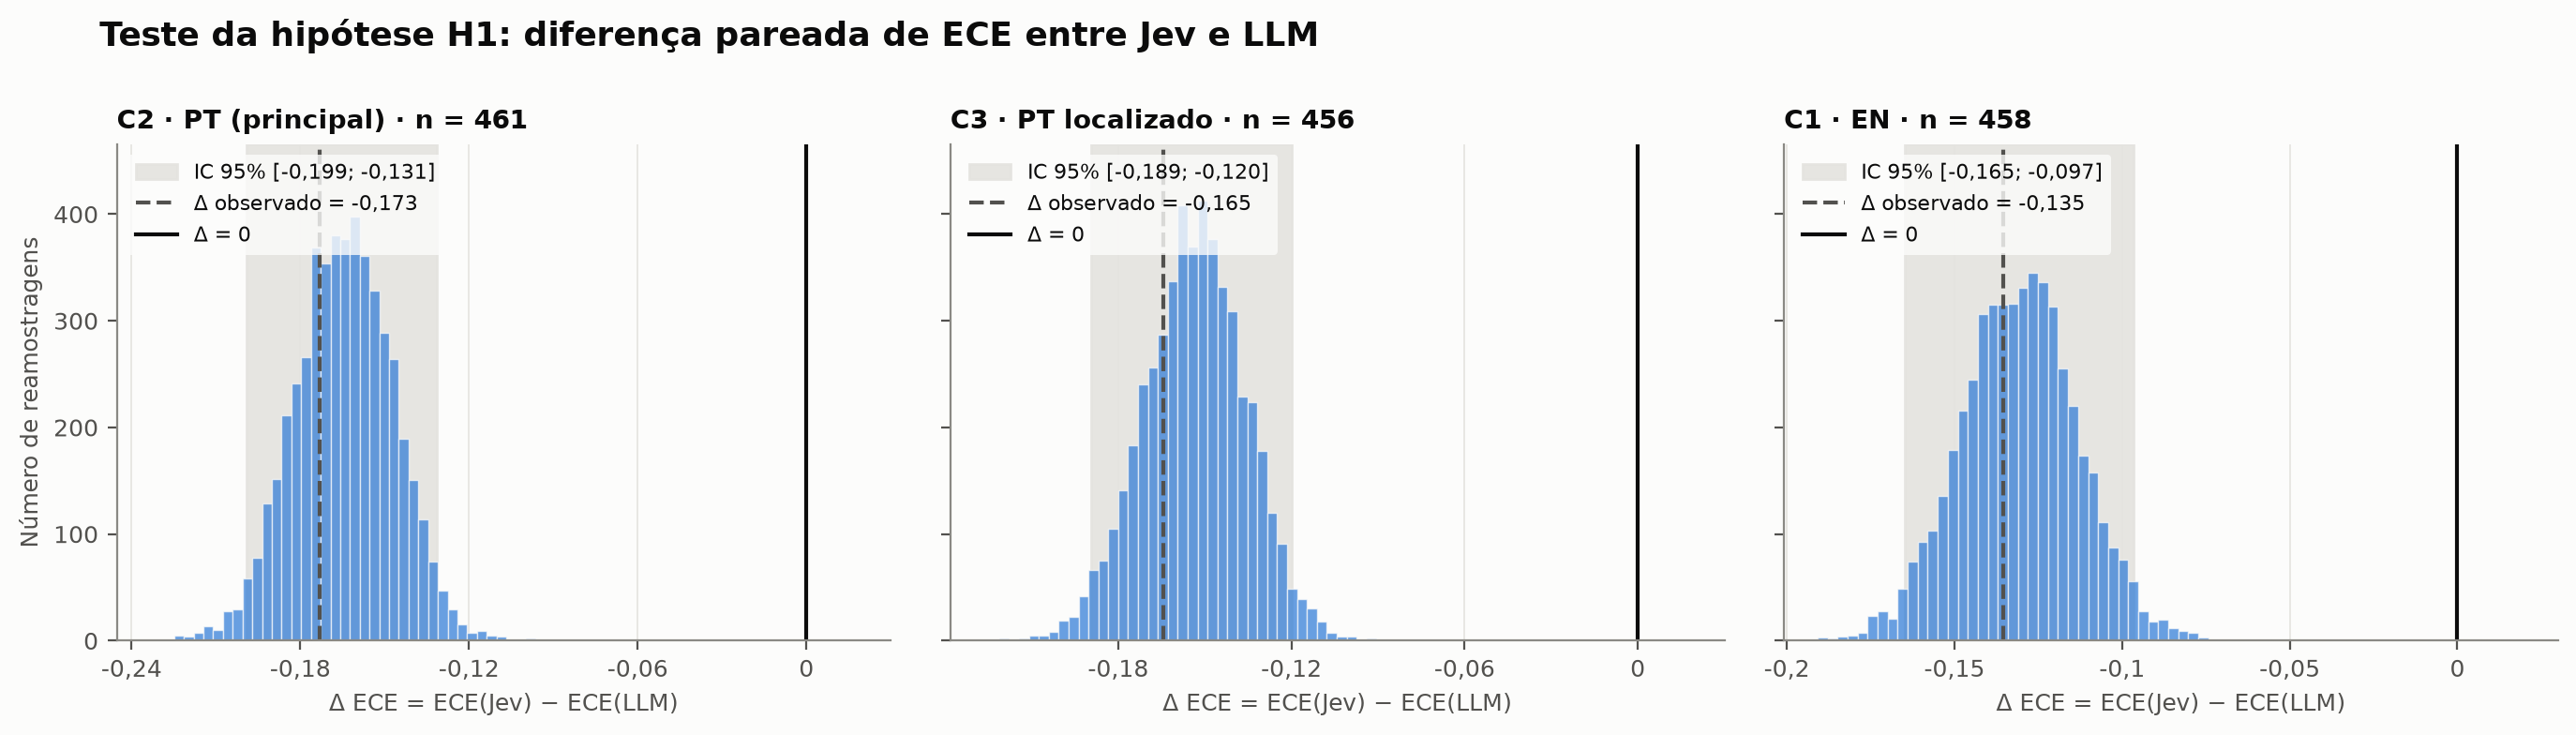 Teste da hipótese H1: diferença pareada de ECE entre Jev e LLM
C2 · PT (principal) · n = 461
IC 95% [-0,199; -0,131]
Δ observado = -0,173
Δ = 0
Número de reamostragens
400
300
200
100
0
-0,24
-0,18
-0,12
-0,06
0
Δ ECE = ECE(Jev) − ECE(LLM)
C3 · PT localizado · n = 456
IC 95% [-0,189; -0,120]
Δ observado = -0,165
Δ = 0
-0,18
-0,12
-0,06
0
Δ ECE = ECE(Jev) − ECE(LLM)
C1 · EN · n = 458
IC 95% [-0,165; -0,097]
Δ observado = -0,135
Δ = 0
-0,2
-0,15
-0,1
-0,05
0
Δ ECE = ECE(Jev) − ECE(LLM)